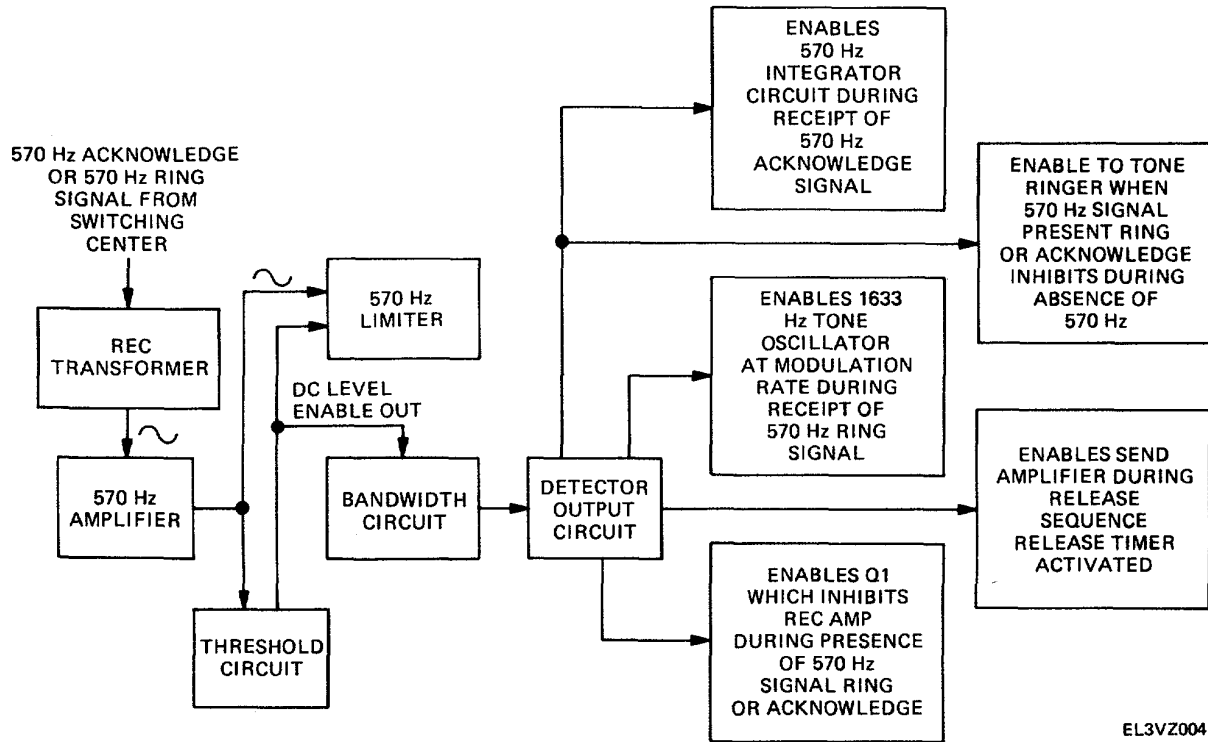 570 Hz ACKNOWLEDGE
OR 570 Hz RING
SIGNAL FROM
SWITCHING
CENTER
REC
TRANSFORMER
570 Hz
AMPLIFIER
THRESHOLD
CIRCUIT
570 Hz
LIMITER
DC LEVEL
ENABLE OUT
BANDWIDTH
CIRCUIT
DETECTOR
OUTPUT
CIRCUIT
ENABLES
570 Hz
INTEGRATOR
CIRCUIT DURING
RECEIPT OF
570 Hz
ACKNOWLEDGE
SIGNAL
ENABLE TO TONE
RINGER WHEN
570 Hz SIGNAL
PRESENT RING
OR ACKNOWLEDGE
INHIBITS DURING
ABSENCE OF
570 Hz
ENABLES 1633
Hz TONE
OSCILLATOR
AT MODULATION
RATE DURING
RECEIPT OF
570 Hz RING
SIGNAL
ENABLES SEND
AMPLIFIER DURING
RELEASE
SEQUENCE
RELEASE TIMER
ACTIVATED
ENABLES Q1
WHICH INHIBITS
REC AMP
DURING PRESENCE
OF 570 Hz
SIGNAL RING
OR ACKNOWLEDGE
EL3VZ004